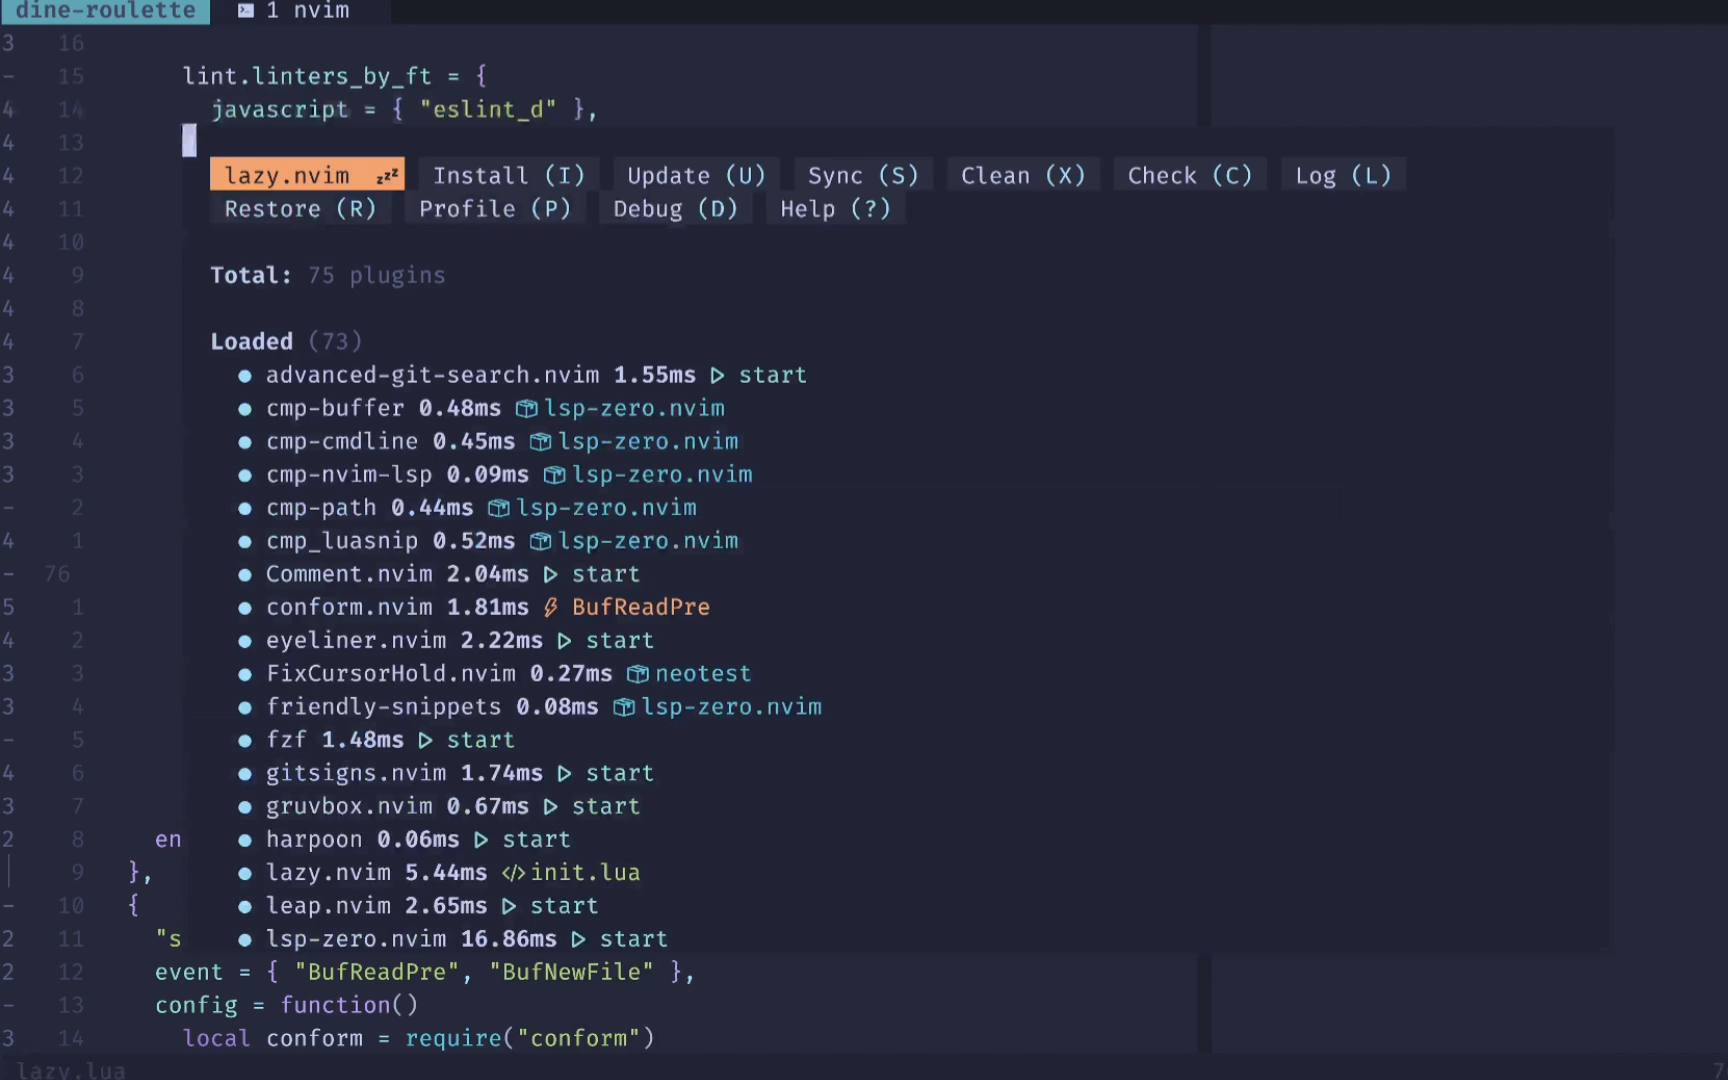 dine-roulette 1 nvim
3 16
- 15 lint.linters_by_ft = {
4 14 javascript = { "eslint_d" },
4 13
4 12 lazy.nvim zzz Install (I) Update (U) Sync (S) Clean (X) Check (C) Log (L)
4 11 Restore (R) Profile (P) Debug (D) Help (?)
4 10
4 9 Total: 75 plugins
4 8
4 7 Loaded (73)
3 6 ● advanced-git-search.nvim 1.55ms ▷ start
3 5 ● cmp-buffer 0.48ms lsp-zero.nvim
3 4 ● cmp-cmdline 0.45ms lsp-zero.nvim
3 3 ● cmp-nvim-lsp 0.09ms lsp-zero.nvim
- 2 ● cmp-path 0.44ms lsp-zero.nvim
4 1 ● cmp_luasnip 0.52ms lsp-zero.nvim
- 76 ● Comment.nvim 2.04ms ▷ start
5 1 ● conform.nvim 1.81ms BufReadPre
4 2 ● eyeliner.nvim 2.22ms ▷ start
3 3 ● FixCursorHold.nvim 0.27ms neotest
3 4 ● friendly-snippets 0.08ms lsp-zero.nvim
- 5 ● fzf 1.48ms ▷ start
4 6 ● gitsigns.nvim 1.74ms ▷ start
3 7 ● gruvbox.nvim 0.67ms ▷ start
2 8 en ● harpoon 0.06ms ▷ start
│ 9 }, ● lazy.nvim 5.44ms </> init.lua
- 10 { ● leap.nvim 2.65ms ▷ start
2 11 "s ● lsp-zero.nvim 16.86ms ▷ start
2 12 event = { "BufReadPre", "BufNewFile" },
- 13 config = function()
3 14 local conform = require("conform")
lazy.lua 7